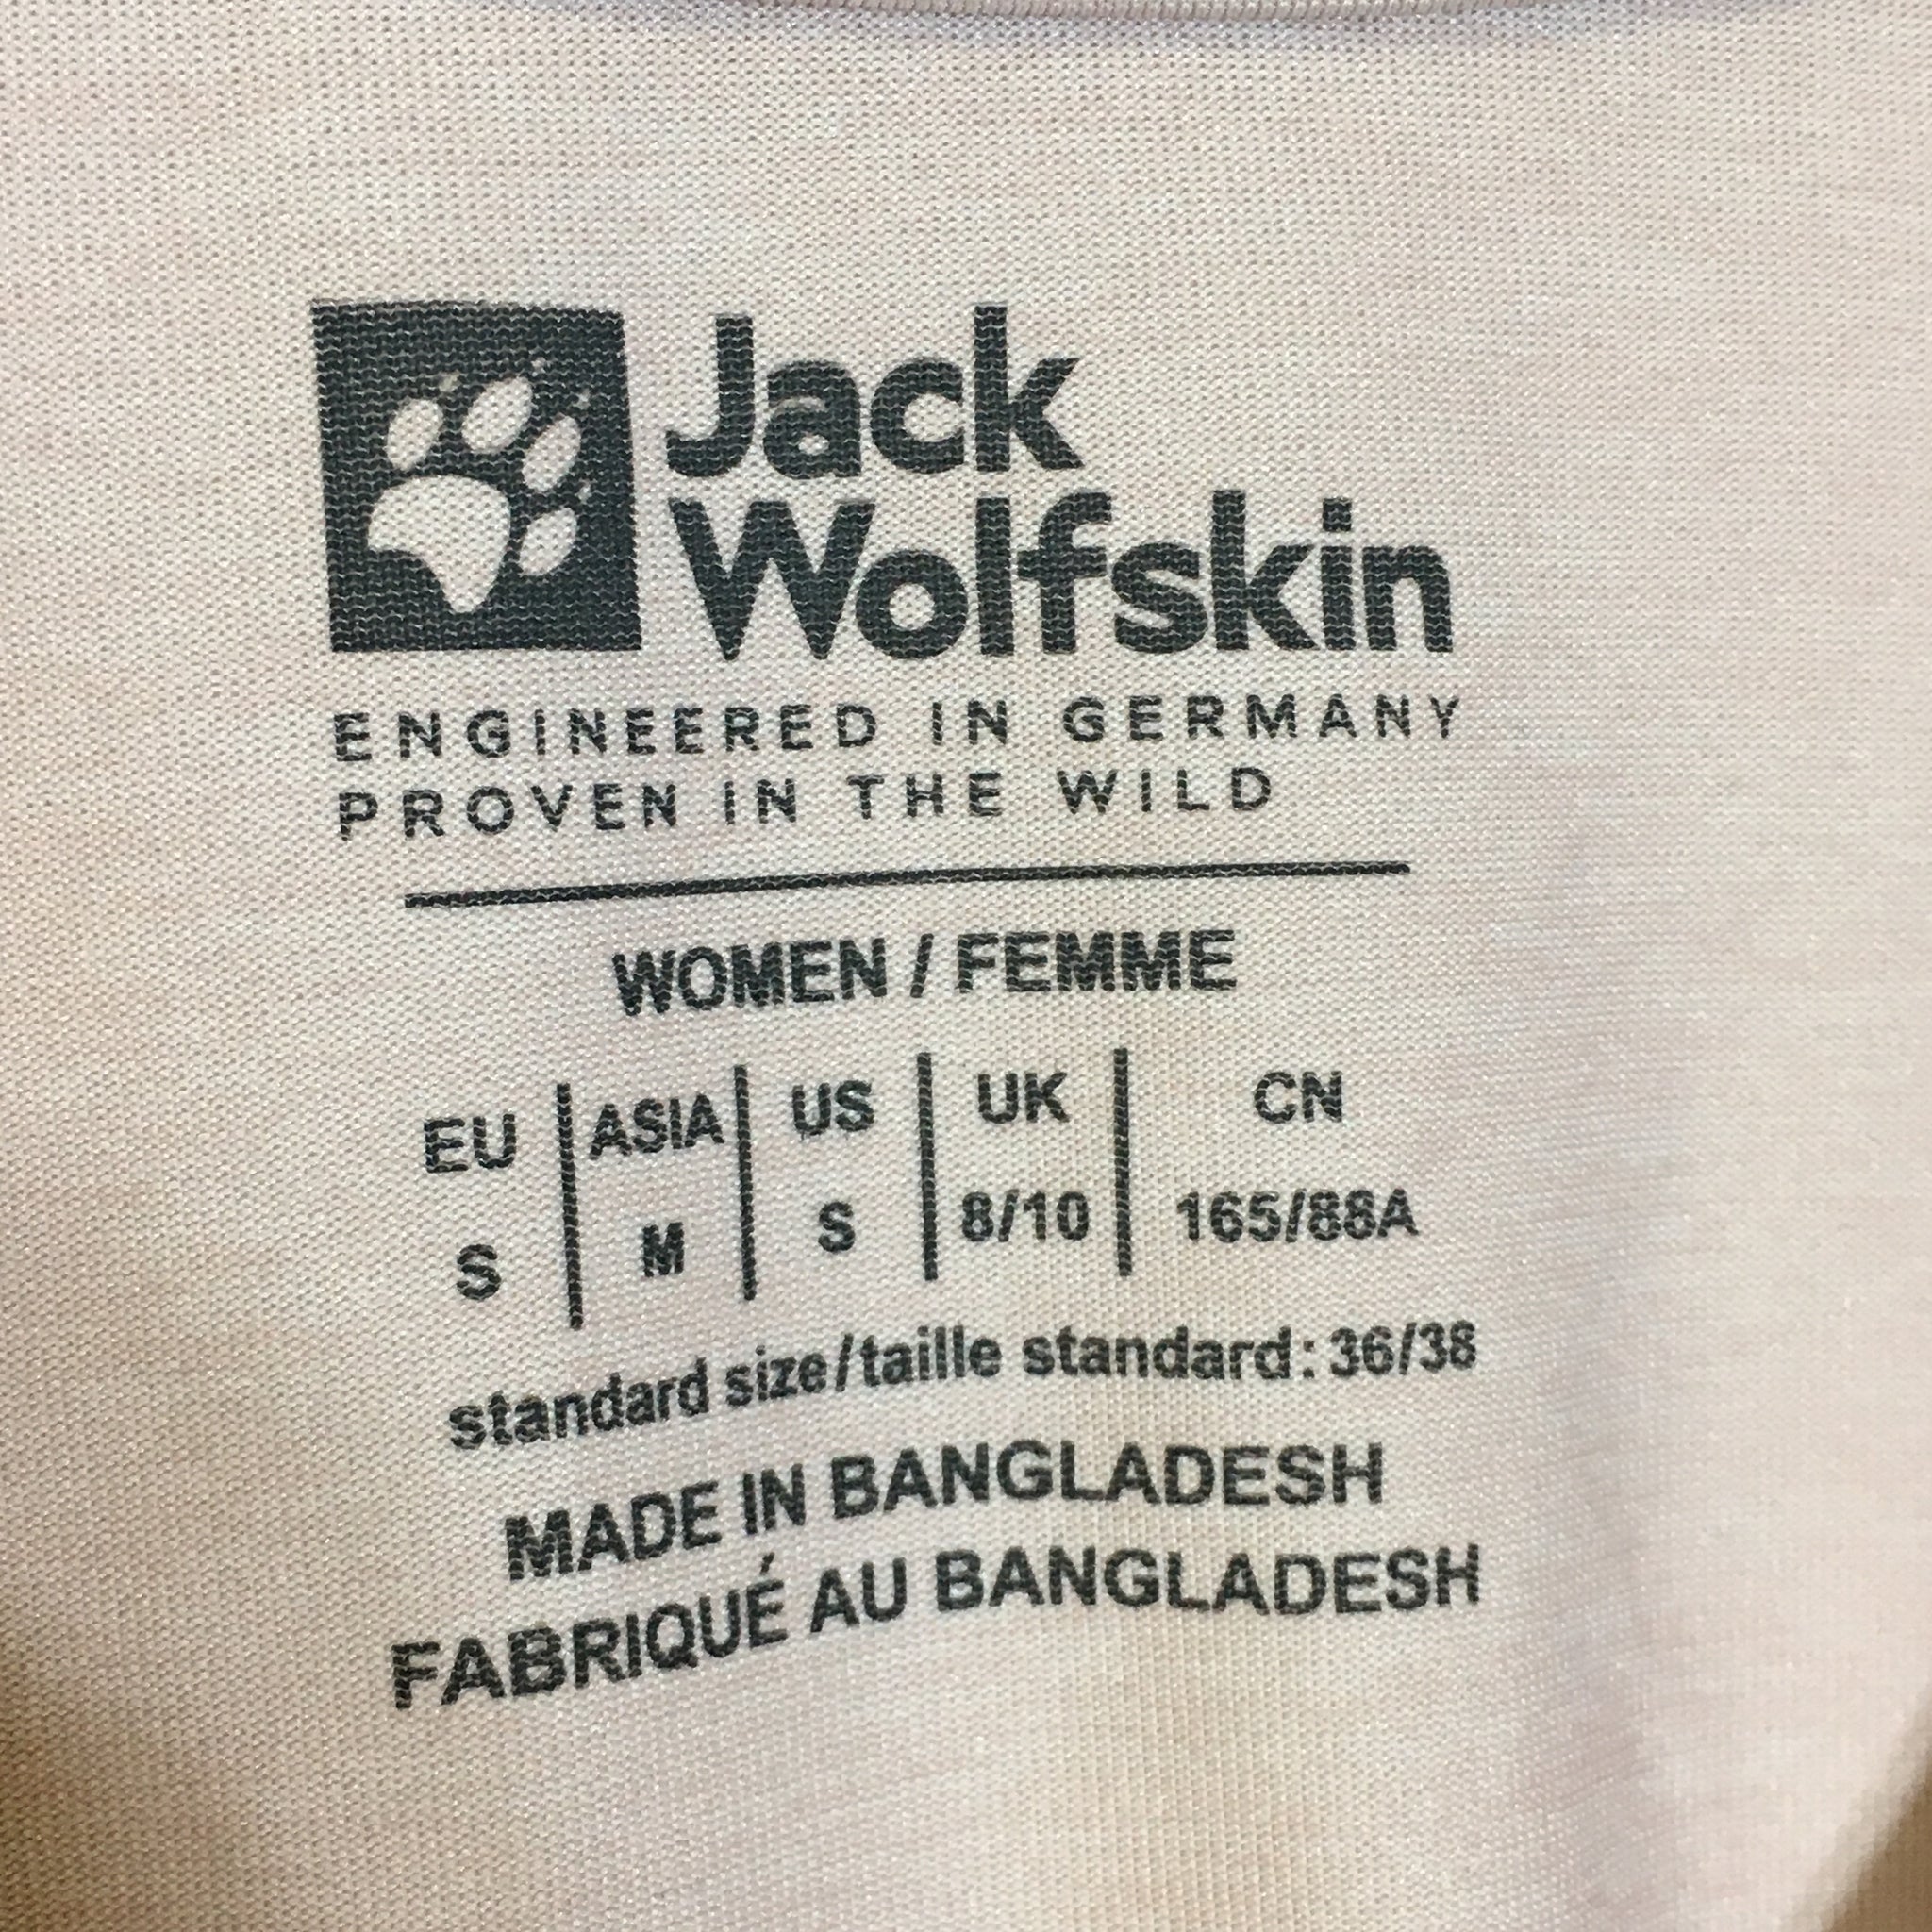 Jack
Wolfskin
ENGINEERED IN GERMANY
PROVEN IN THE WILD
WOMEN / FEMME
EU | ASIA | US | UK | CN
S | M | S | 8/10 | 165/88A
standard size/taille standard: 36/38
MADE IN BANGLADESH
FABRIQUÉ AU BANGLADESH